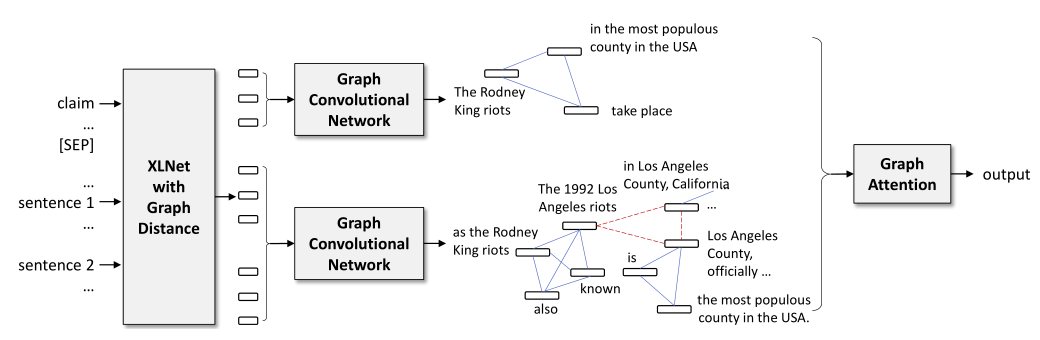 claim
...
[SEP]
...
sentence 1
...
sentence 2
...
XLNet
with
Graph
Distance
Graph
Convolutional
Network
The Rodney
King riots
in the most populous
county in the USA
take place
Graph
Convolutional
Network
as the Rodney
King riots
The 1992 Los
Angeles riots
also
known
in Los Angeles
County, California
...
is
Los Angeles
County,
officially ...
the most populous
county in the USA.
Graph
Attention
output